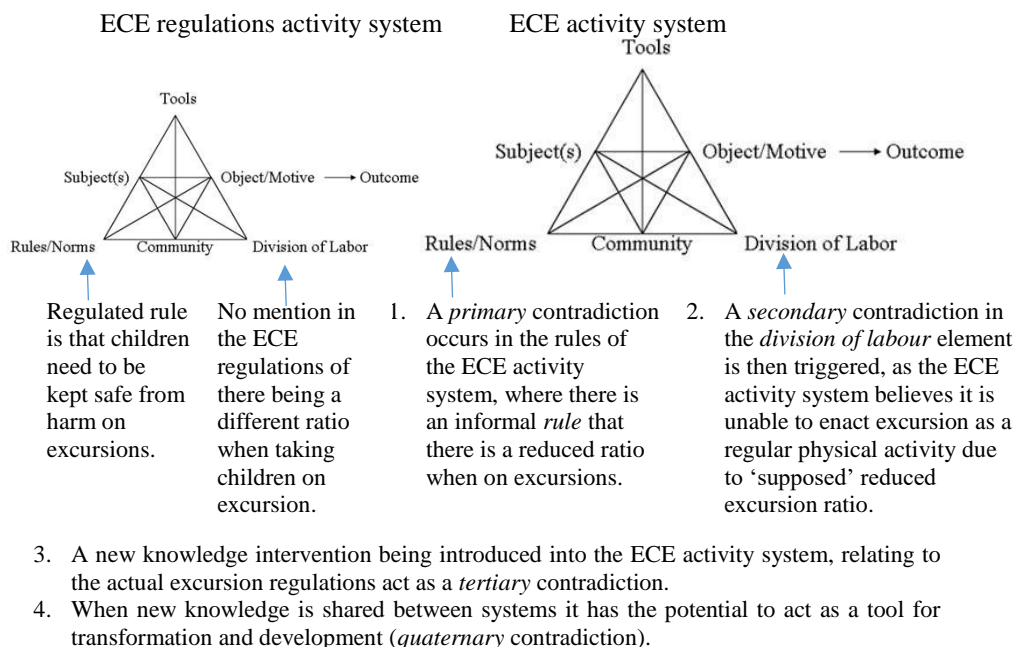 ECE regulations activity system
ECE activity system
Tools
Subject(s)
Object/Motive
Outcome
Rules/Norms
Community
Division of Labor
Tools
Subject(s)
Object/Motive
Outcome
Rules/Norms
Community
Division of Labor
Regulated rule
is that children
need to be
kept safe from
harm on
excursions.
No mention in
the ECE
regulations of
there being a
different ratio
when taking
children on
excursion.
1. A primary contradiction
occurs in the rules of
the ECE activity
system, where there is
an informal rule that
there is a reduced ratio
when on excursions.
2. A secondary contradiction in
the division of labour element
is then triggered, as the ECE
activity system believes it is
unable to enact excursion as a
regular physical activity due
to ‘supposed’ reduced
excursion ratio.
3. A new knowledge intervention being introduced into the ECE activity system, relating to
the actual excursion regulations act as a tertiary contradiction.
4. When new knowledge is shared between systems it has the potential to act as a tool for
transformation and development (quaternary contradiction).